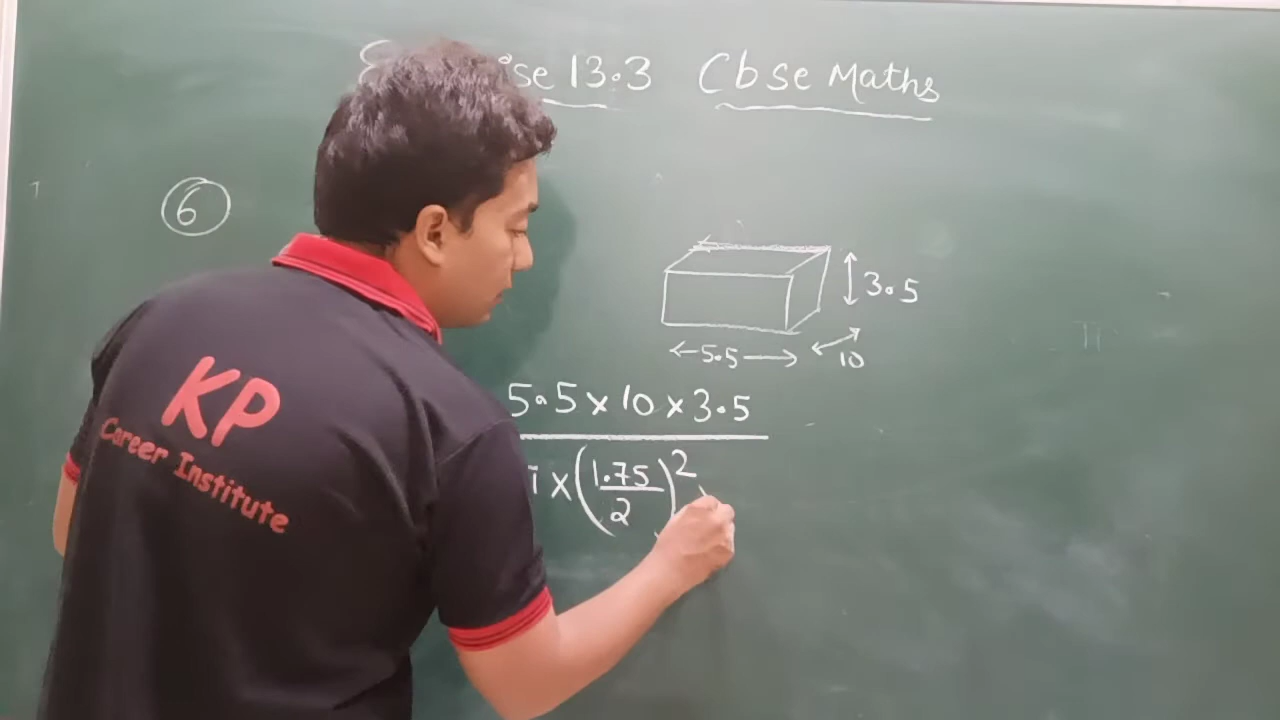 se 13.3 Cbse Maths
6
3.5
5.5
10
5.5 x 10 x 3.5
x (1.75/2)2
KP
Career Institute